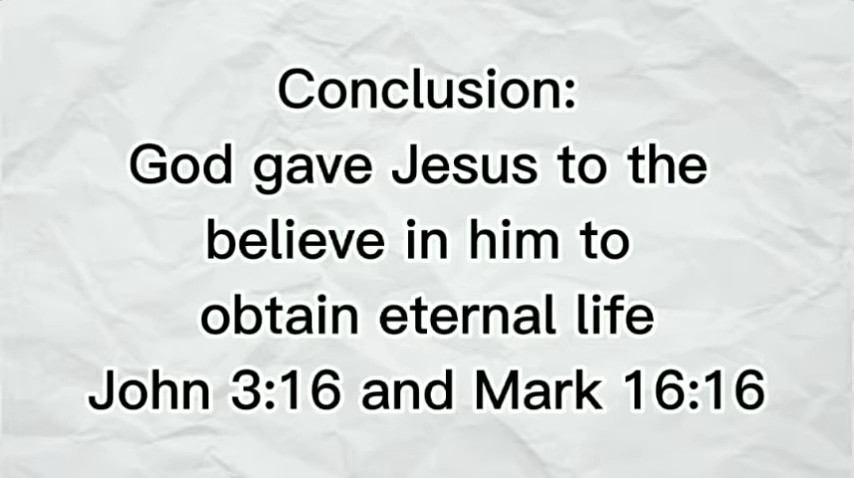 Conclusion:
God gave Jesus to the
believe in him to
obtain eternal life
John 3:16 and Mark 16:16